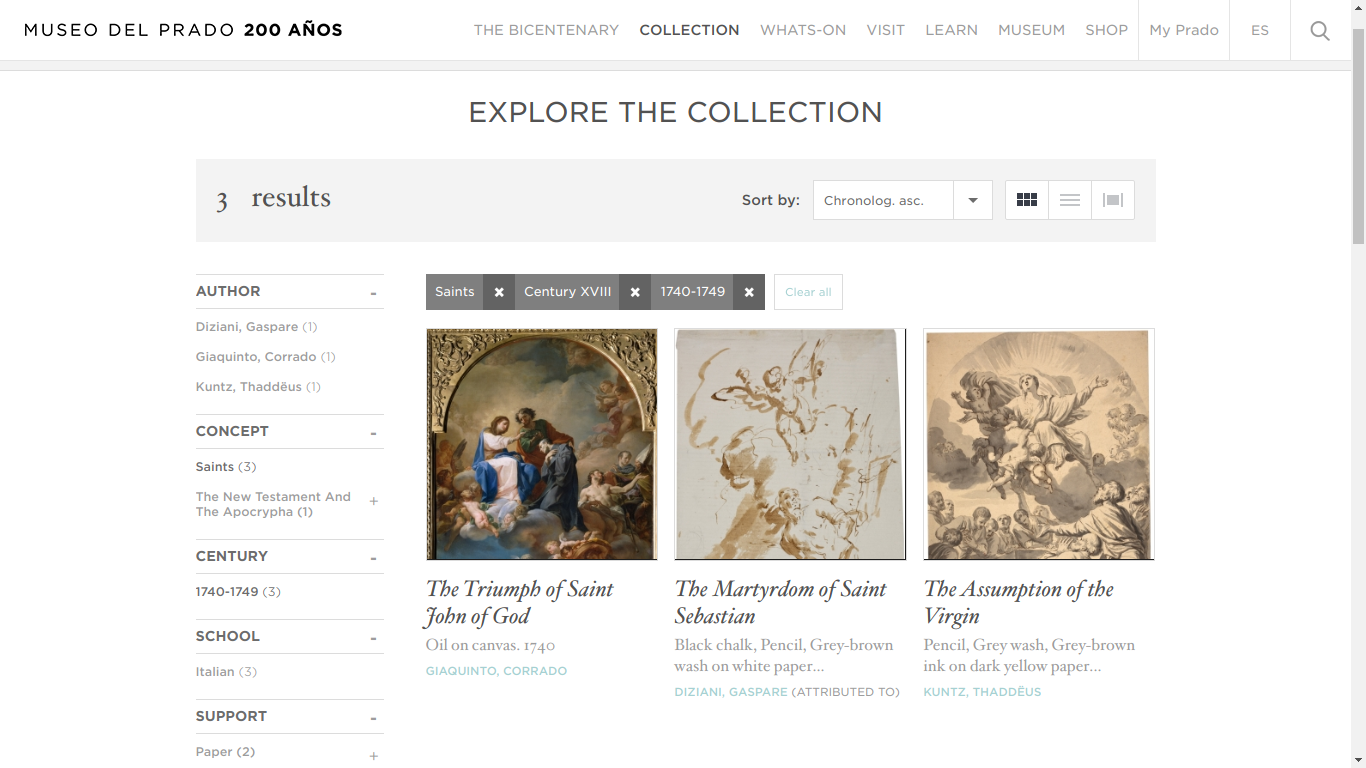 MUSEO DEL PRADO 200 AÑOS
THE BICENTENARY COLLECTION WHATS-ON VISIT LEARN MUSEUM SHOP My Prado ES
EXPLORE THE COLLECTION
3 results
Sort by: Chronolog. asc.
AUTHOR -
Diziani, Gaspare (1)
Giaquinto, Corrado (1)
Kuntz, Thaddëus (1)
CONCEPT -
Saints (3)
The New Testament And
The Apocrypha (1) +
CENTURY -
1740-1749 (3)
SCHOOL -
Italian (3)
SUPPORT -
Paper (2) +
Saints × Century XVIII × 1740-1749 × Clear all
The Triumph of Saint
John of God
Oil on canvas. 1740
GIAQUINTO, CORRADO
The Martyrdom of Saint
Sebastian
Black chalk, Pencil, Grey-brown
wash on white paper...
DIZIANI, GASPARE (ATTRIBUTED TO)
The Assumption of the
Virgin
Pencil, Grey wash, Grey-brown
ink on dark yellow paper...
KUNTZ, THADDËUS